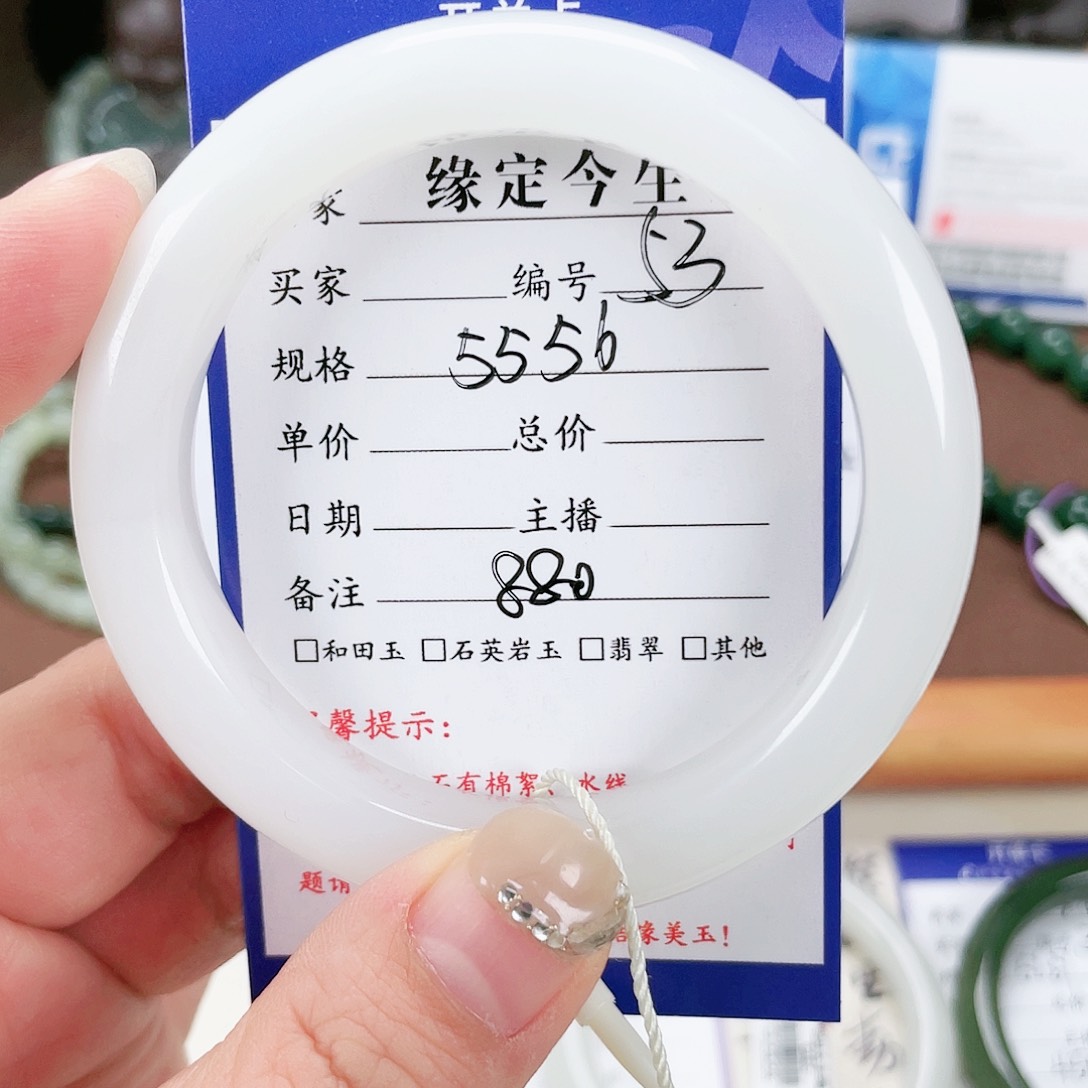 家 缘定今生
买家 编号 53
规格 5556
单价 总价
日期 主播
备注 880
□和田玉 □石英岩玉 □翡翠 □其他
馨提示：
有棉絮、水线
题切
缘美玉！